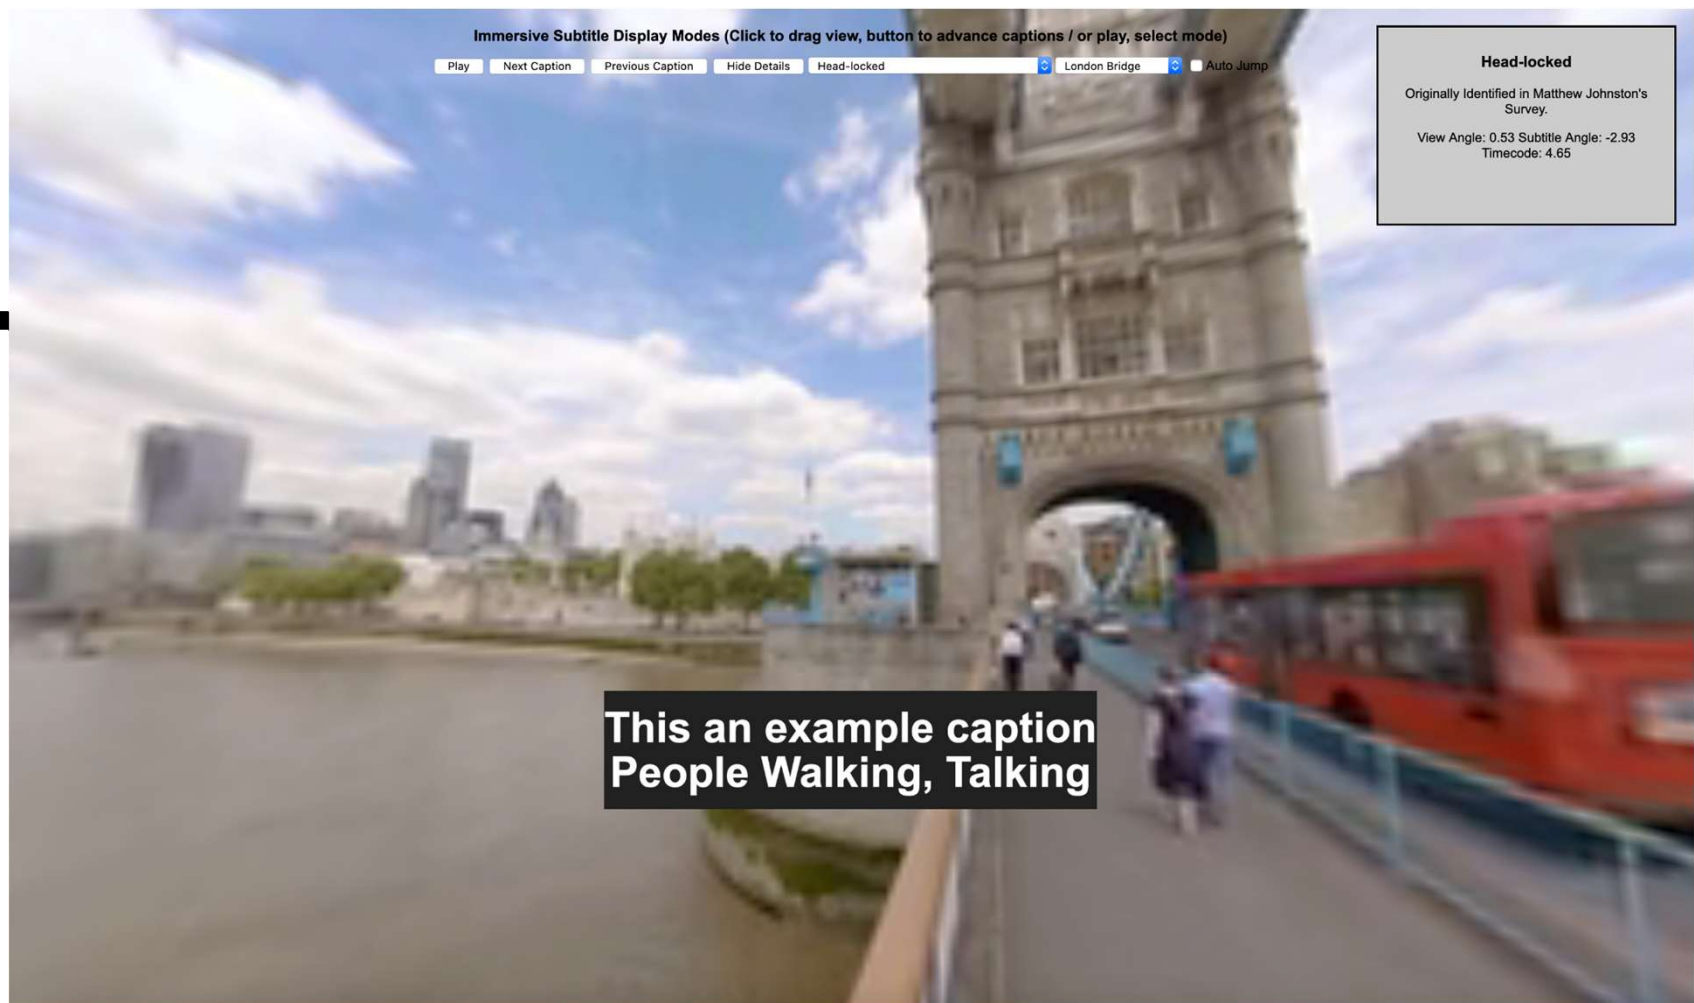 Immersive Subtitle Display Modes (Click to drag view, button to advance captions / or play, select mode)
Play Next Caption Previous Caption Hide Details Head-locked London Bridge Auto Jump
Head-locked
Originally Identified in Matthew Johnston's
Survey.
View Angle: 0.53 Subtitle Angle: -2.93
Timecode: 4.65
This an example caption
People Walking, Talking